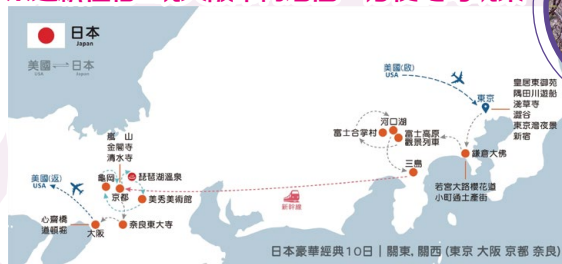 日本
Japan
美國 日本
USA Japan
美國(啟)
USA
東京
皇居東御苑
隅田川遊船
淺草寺
澀谷
東京灣夜景
新宿
河口湖
富士合掌村
富士高原
觀景列車
三島
鎌倉大佛
若宮大路櫻花道
小町通土產街
嵐 山
金閣寺
清水寺
龜岡
琵琶湖溫泉
京都
美秀美術館
美國(返)
USA
心齋橋
道頓堀
大阪
奈良東大寺
新幹線
日本豪華經典10日 | 關東, 關西 (東京 大阪 京都 奈良)